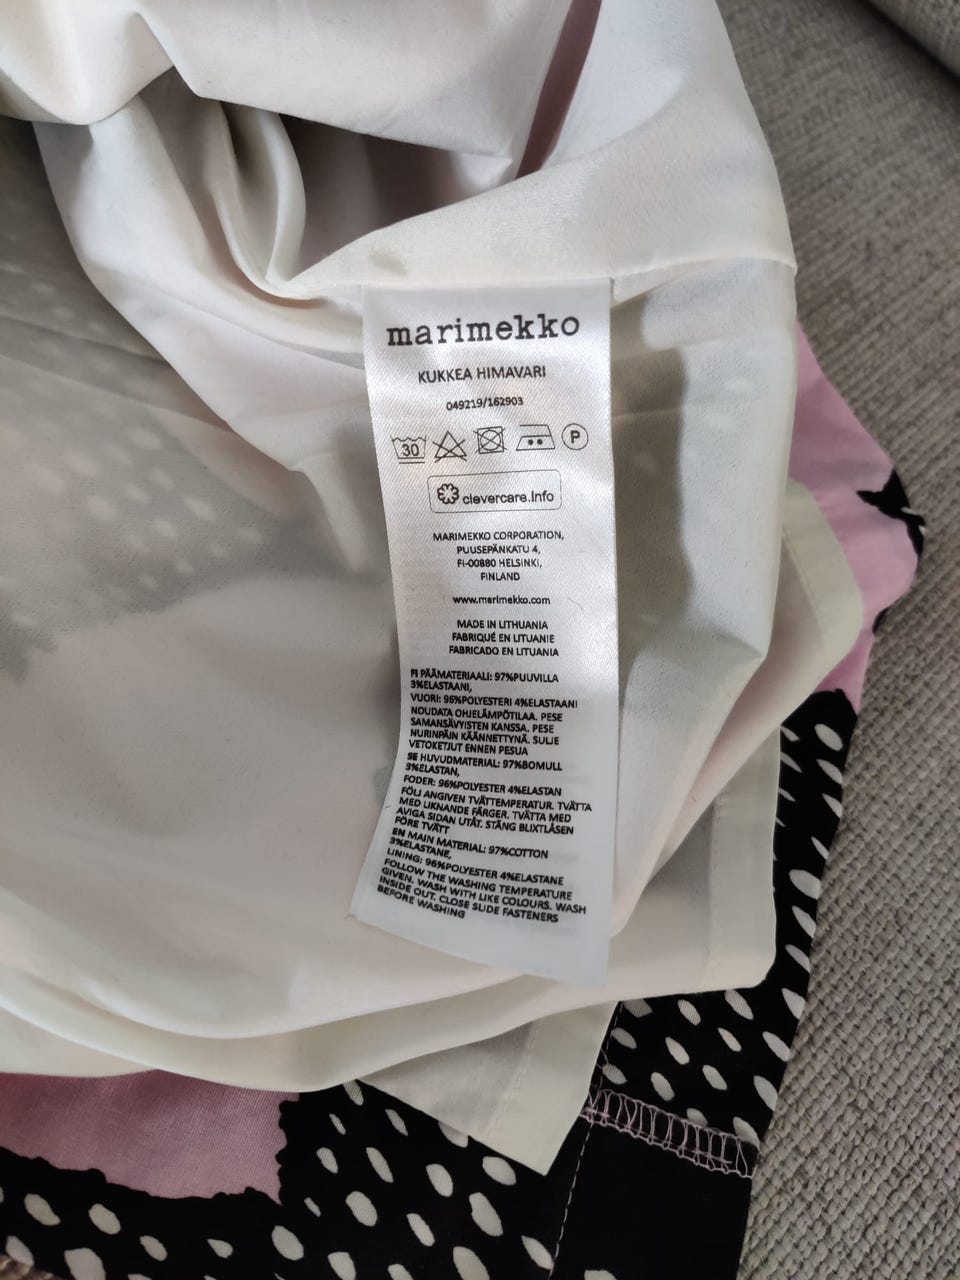 marimekko
KUKKEA HIMAVARI
049219/162903
30 P
clevercare.info
MARIMEKKO CORPORATION,
PUUSEPÄNKATU 4,
FI-00880 HELSINKI,
FINLAND
www.marimekko.com
MADE IN LITHUANIA
FABRIQUÉ EN LITUANIE
FABRICADO EN LITUANIA
FI PÄÄMATERIAALI: 97%PUUVILLA
3%ELASTAANI,
VUORI: 96%POLYESTERI 4%ELASTAANI
NOUDATA OHJELÄMPÖTILAA. PESE
SAMANSÄVYISTEN KANSSA. PESE
NURINPÄIN KÄÄNNETTYNÄ. SULJE
VETOKETJUT ENNEN PESUA
SE HUVUDMATERIAL: 97%BOMULL
3%ELASTAN,
FODER: 96%POLYESTER 4%ELASTAN
FÖLJ ANGIVEN TVÄTTEMPERATUR. TVÄTTA
MED LIKNANDE FÄRGER. TVÄTTA MED
AVIGA SIDAN UTÅT. STÄNG BLIXTLÅSEN
FÖRE TVÄTT
EN MAIN MATERIAL: 97%COTTON
3%ELASTANE,
LINING: 96%POLYESTER 4%ELASTANE
FOLLOW THE WASHING TEMPERATURE
GIVEN. WASH WITH LIKE COLOURS. WASH
INSIDE OUT. CLOSE SLIDE FASTENERS
BEFORE WASHING